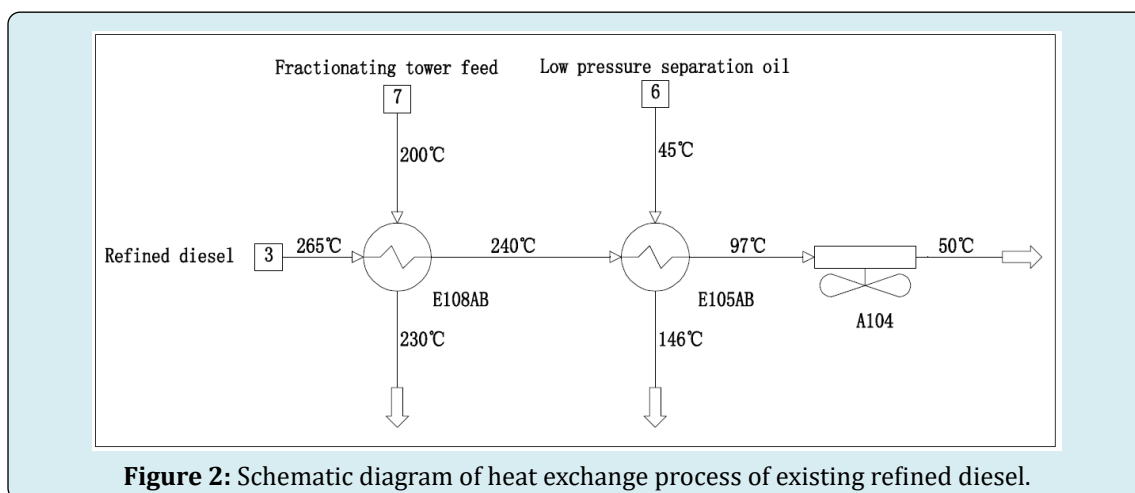 Fractionating tower feed
Low pressure separation oil
7
6
200℃
45℃
Refined diesel
3
265℃
240℃
97℃
50℃
E108AB
E105AB
A104
230℃
146℃
Figure 2: Schematic diagram of heat exchange process of existing refined diesel.